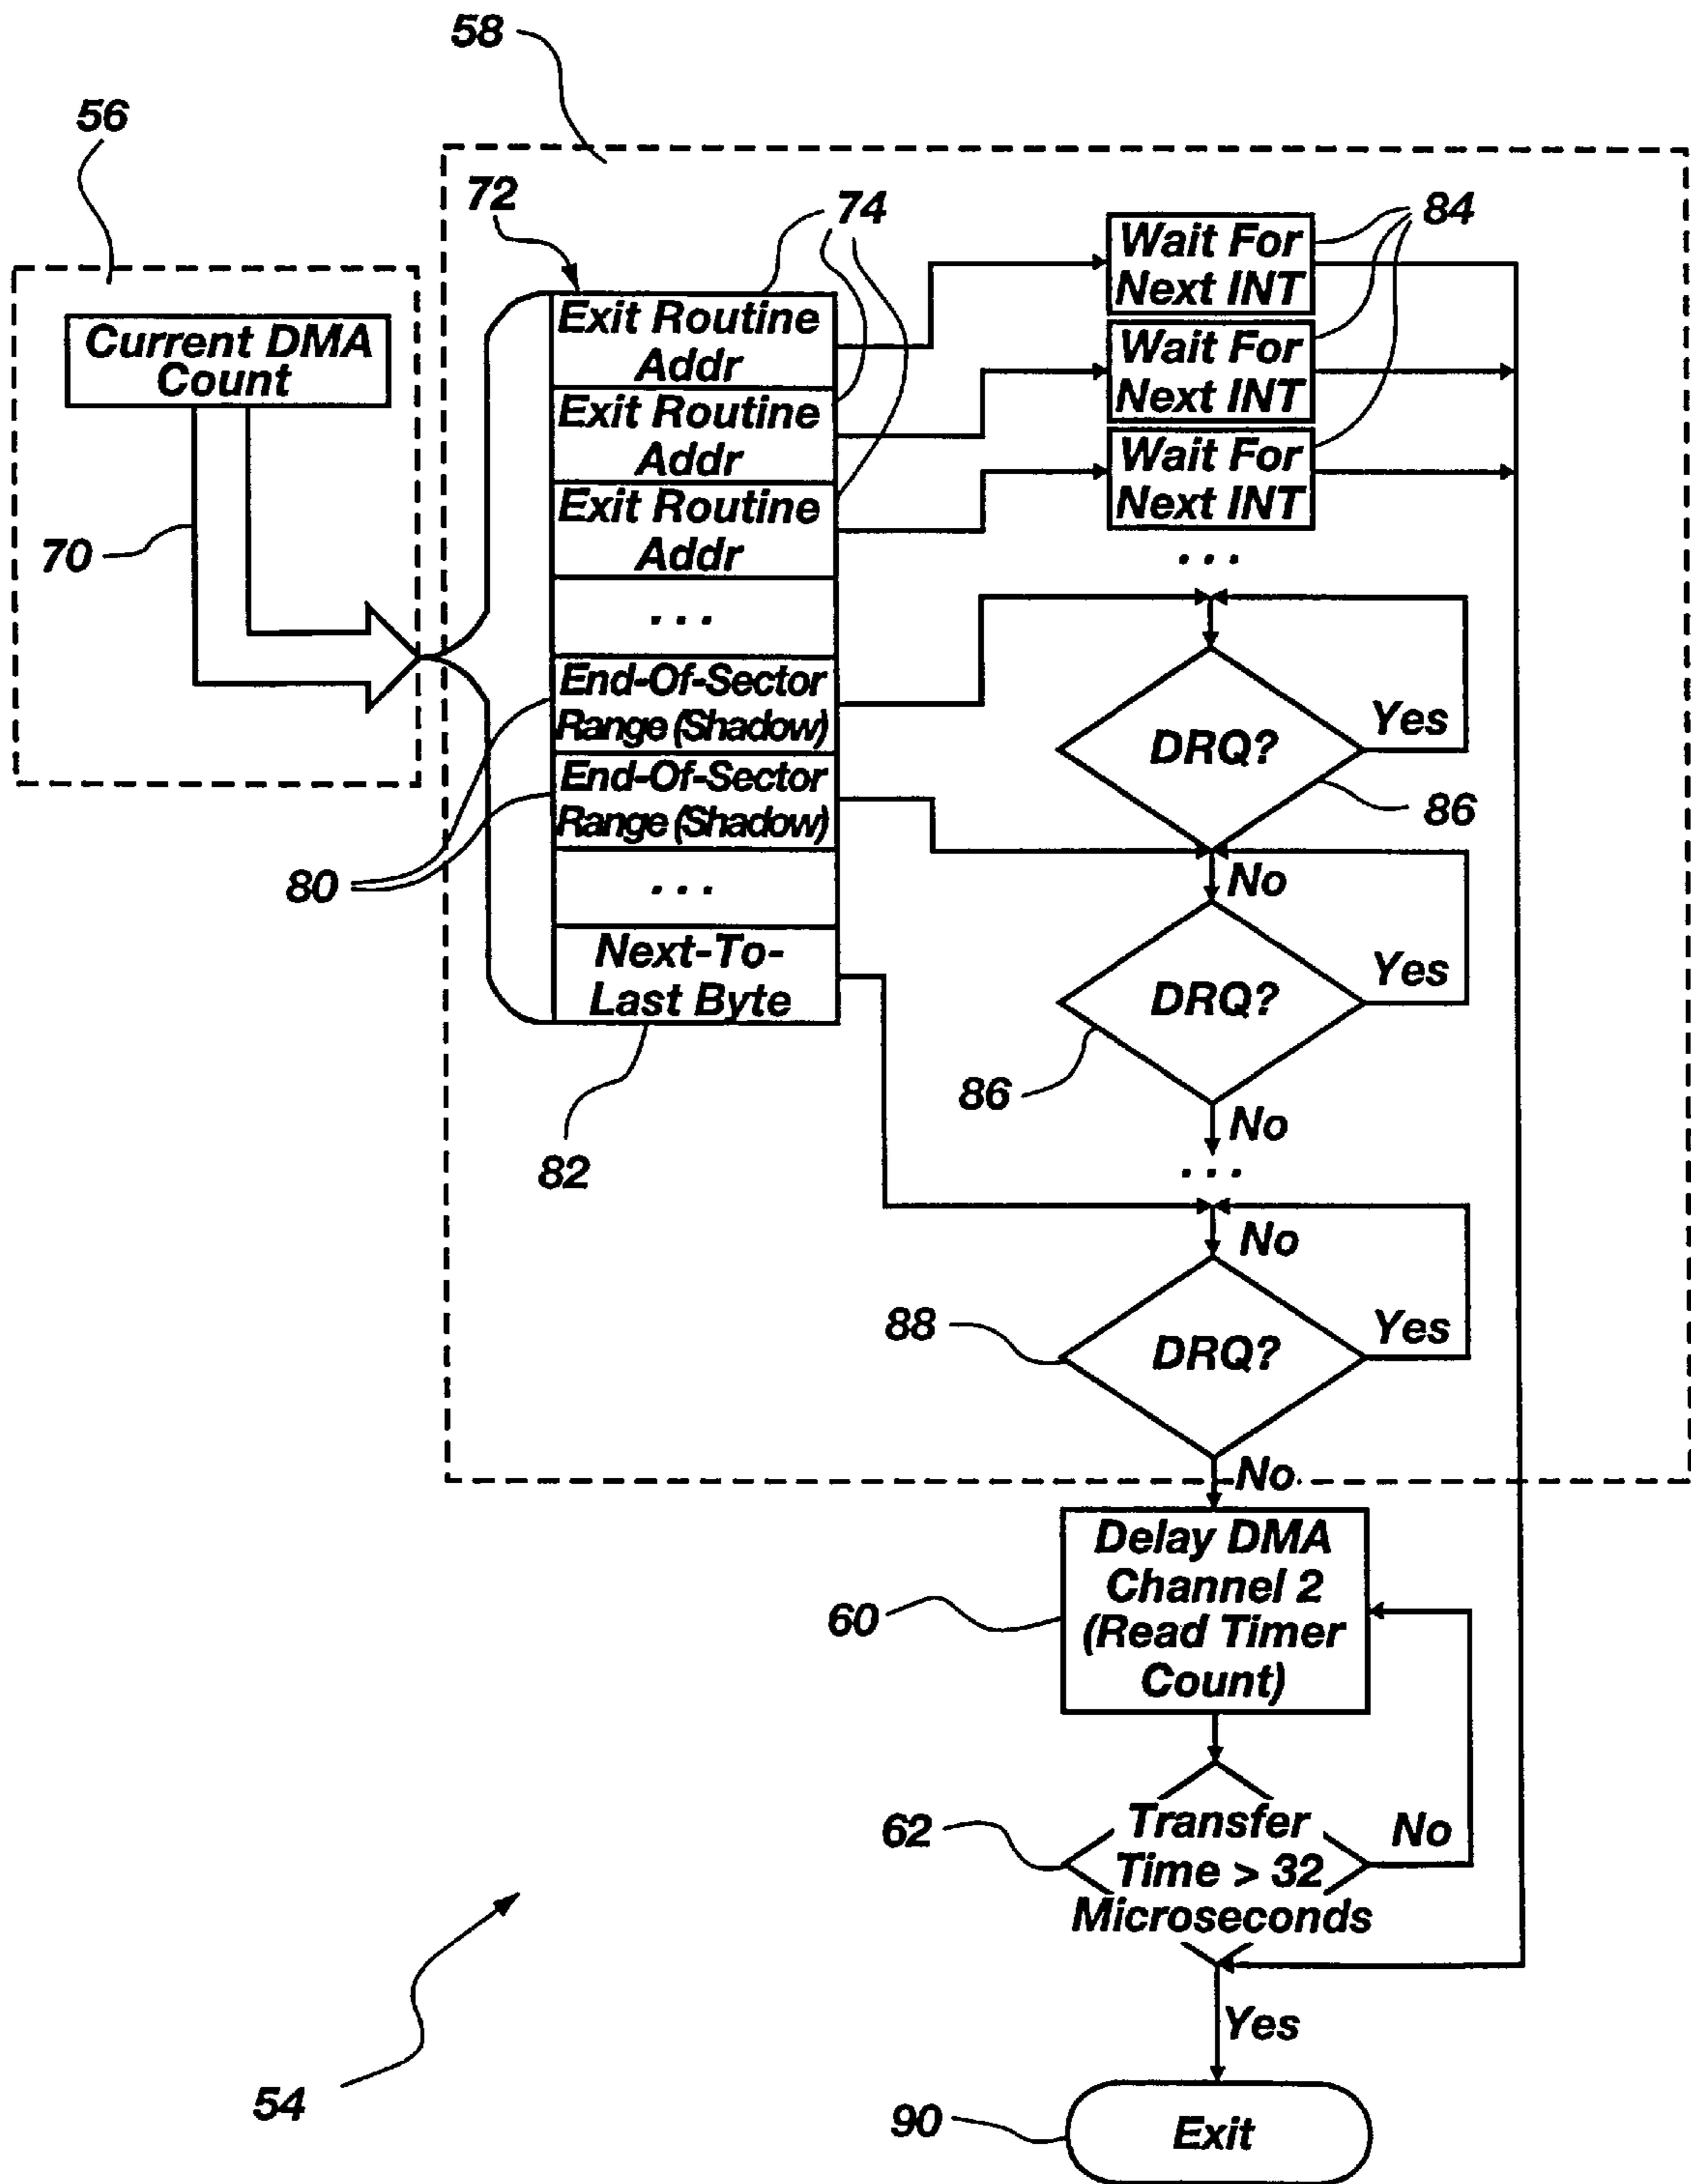 58
56
72
74
84
Current DMA
Count
70
Exit Routine
Addr
Exit Routine
Addr
Exit Routine
Addr
...
End-Of-Sector
Range (Shadow)
End-Of-Sector
Range (Shadow)
...
Next-To-
Last Byte
80
82
Wait For
Next INT
Wait For
Next INT
Wait For
Next INT
...
DRQ?
Yes
86
No
DRQ?
Yes
86
No
...
No
DRQ?
Yes
88
No
Delay DMA
Channel 2
(Read Timer
Count)
60
Transfer
Time > 32
Microseconds
62
No
Yes
54
90
Exit